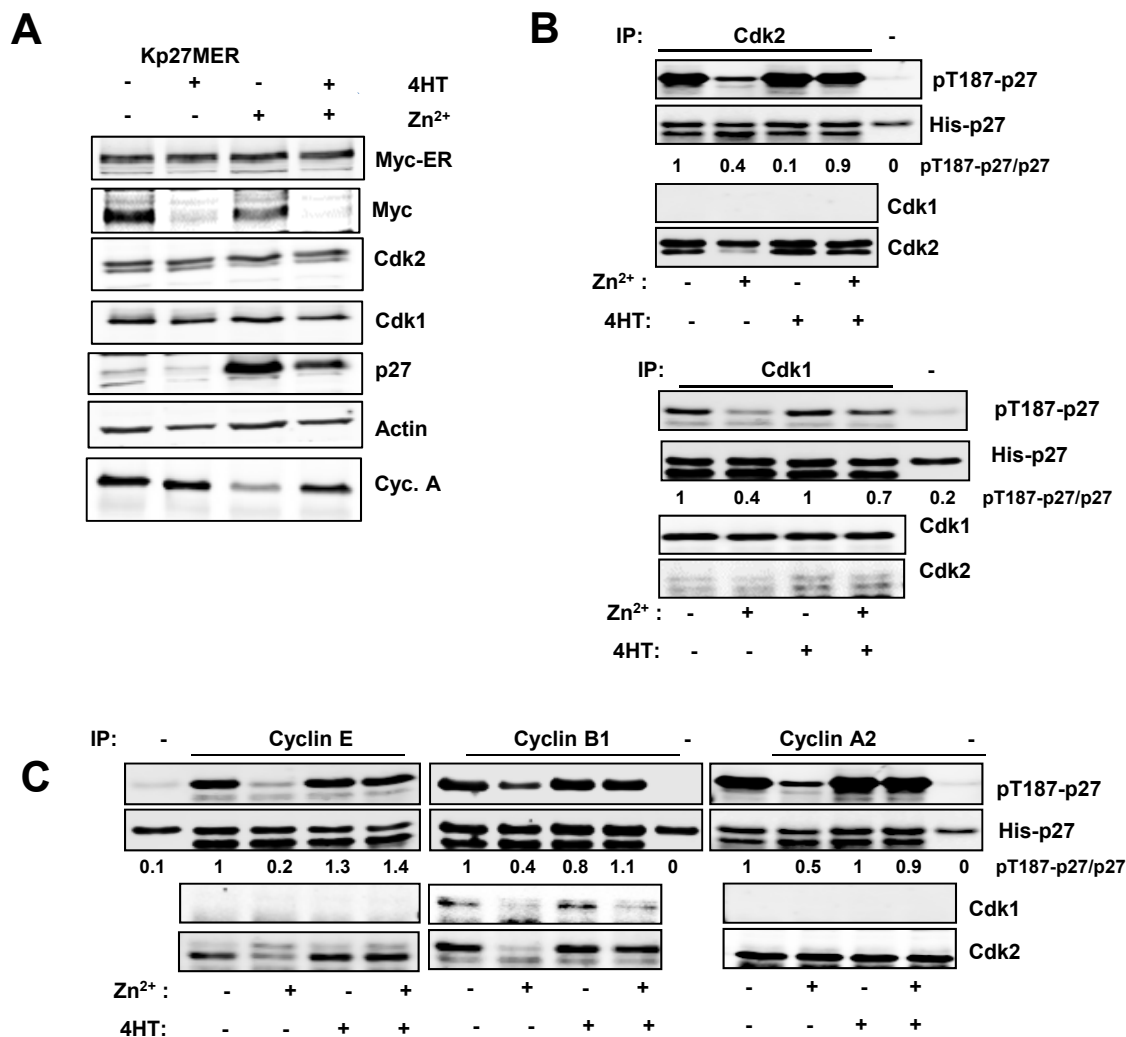 A
Kp27MER
- + - + 4HT
- - + + Zn²⁺
Myc-ER
Myc
Cdk2
Cdk1
p27
Actin
Cyc. A
B
IP: Cdk2 -
pT187-p27
His-p27
1 0.4 0.1 0.9 0 pT187-p27/p27
Cdk1
Cdk2
Zn²⁺ : - + - +
4HT: - - + +
IP: Cdk1 -
pT187-p27
His-p27
1 0.4 1 0.7 0.2 pT187-p27/p27
Cdk1
Cdk2
Zn²⁺ : - + - +
4HT: - - + +
C
IP: - Cyclin E Cyclin B1 - Cyclin A2 -
pT187-p27
His-p27
0.1 1 0.2 1.3 1.4 1 0.4 0.8 1.1 0 1 0.5 1 0.9 0 pT187-p27/p27
Cdk1
Cdk2
Zn²⁺ : - + - + - + - + - + - +
4HT: - - + + - - + + - - + +